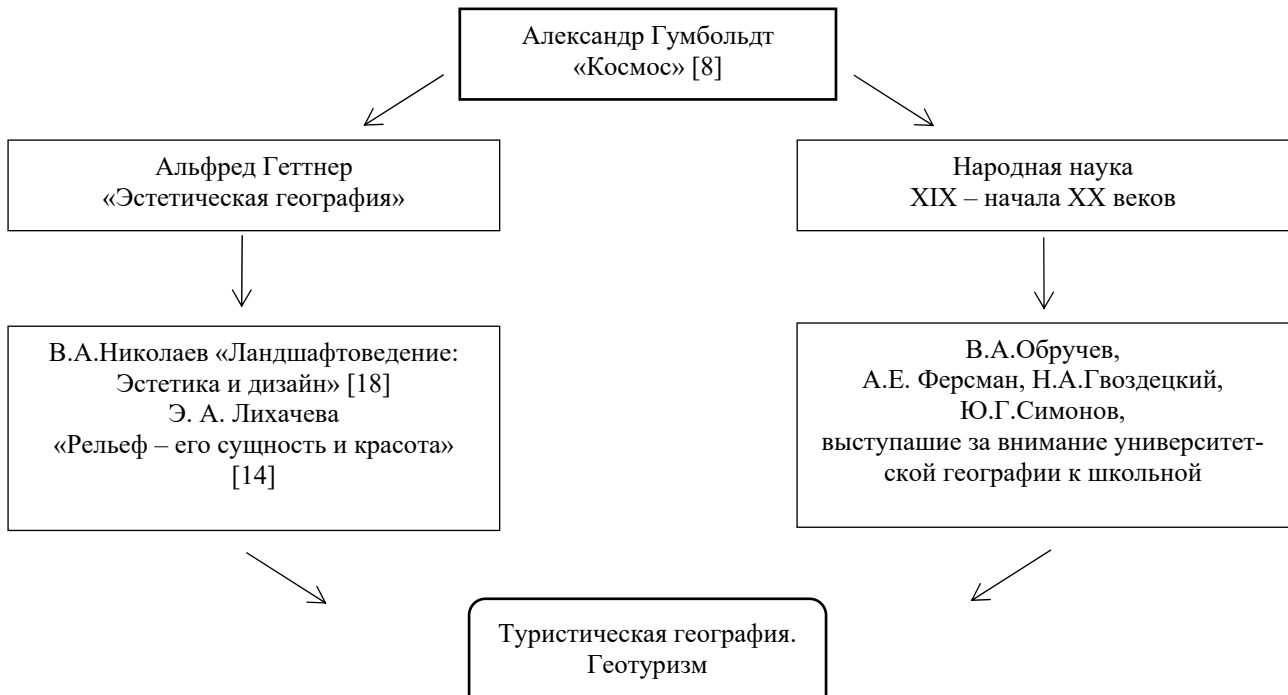 Александр Гумбольдт
«Космос» [8]
Альфред Геттнер
«Эстетическая география»
Народная наука
XIX – начала XX веков
В.А.Николаев «Ландшафтоведение:
Эстетика и дизайн» [18]
Э. А. Лихачева
«Рельеф – его сущность и красота»
[14]
В.А.Обручев,
А.Е. Ферсман, Н.А.Гвоздецкий,
Ю.Г.Симонов,
выступашие за внимание университет-
ской географии к школьной
Туристическая география.
Геотуризм